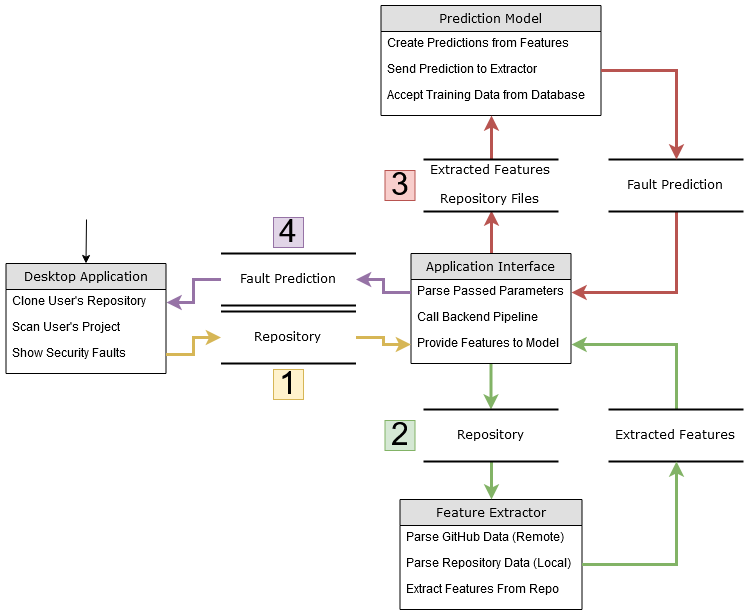 Prediction Model
Create Predictions from Features
Send Prediction to Extractor
Accept Training Data from Database
3
Extracted Features
Repository Files
Fault Prediction
4
Fault Prediction
Desktop Application
Clone User's Repository
Scan User's Project
Show Security Faults
Repository
1
Application Interface
Parse Passed Parameters
Call Backend Pipeline
Provide Features to Model
2
Repository
Extracted Features
Feature Extractor
Parse GitHub Data (Remote)
Parse Repository Data (Local)
Extract Features From Repo